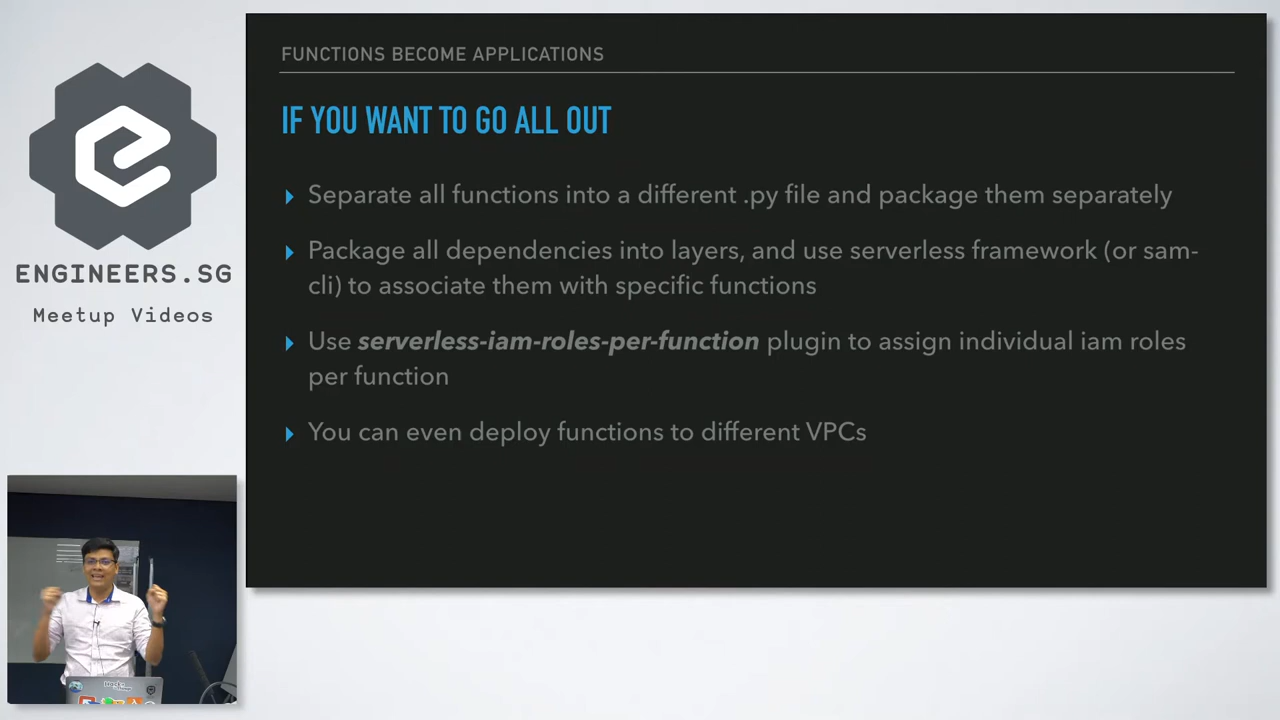 FUNCTIONS BECOME APPLICATIONS
IF YOU WANT TO GO ALL OUT
Separate all functions into a different .py file and package them separately
Package all dependencies into layers, and use serverless framework (or sam-
cli) to associate them with specific functions
Use serverless-iam-roles-per-function plugin to assign individual iam roles
per function
You can even deploy functions to different VPCs
ENGINEERS.SG
Meetup Videos